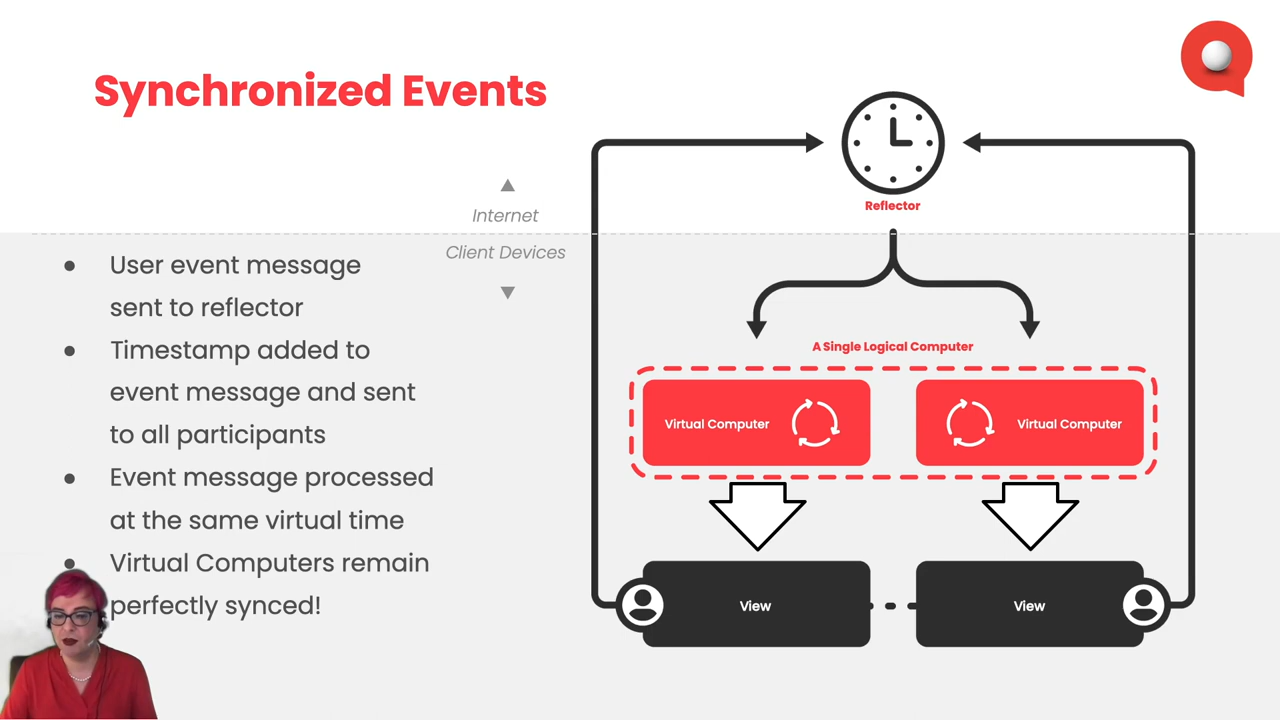 Synchronized Events
Reflector
Internet
Client Devices
User event message
sent to reflector
Timestamp added to
event message and sent
to all participants
Event message processed
at the same virtual time
Virtual Computers remain
perfectly synced!
A Single Logical Computer
Virtual Computer
Virtual Computer
View
View